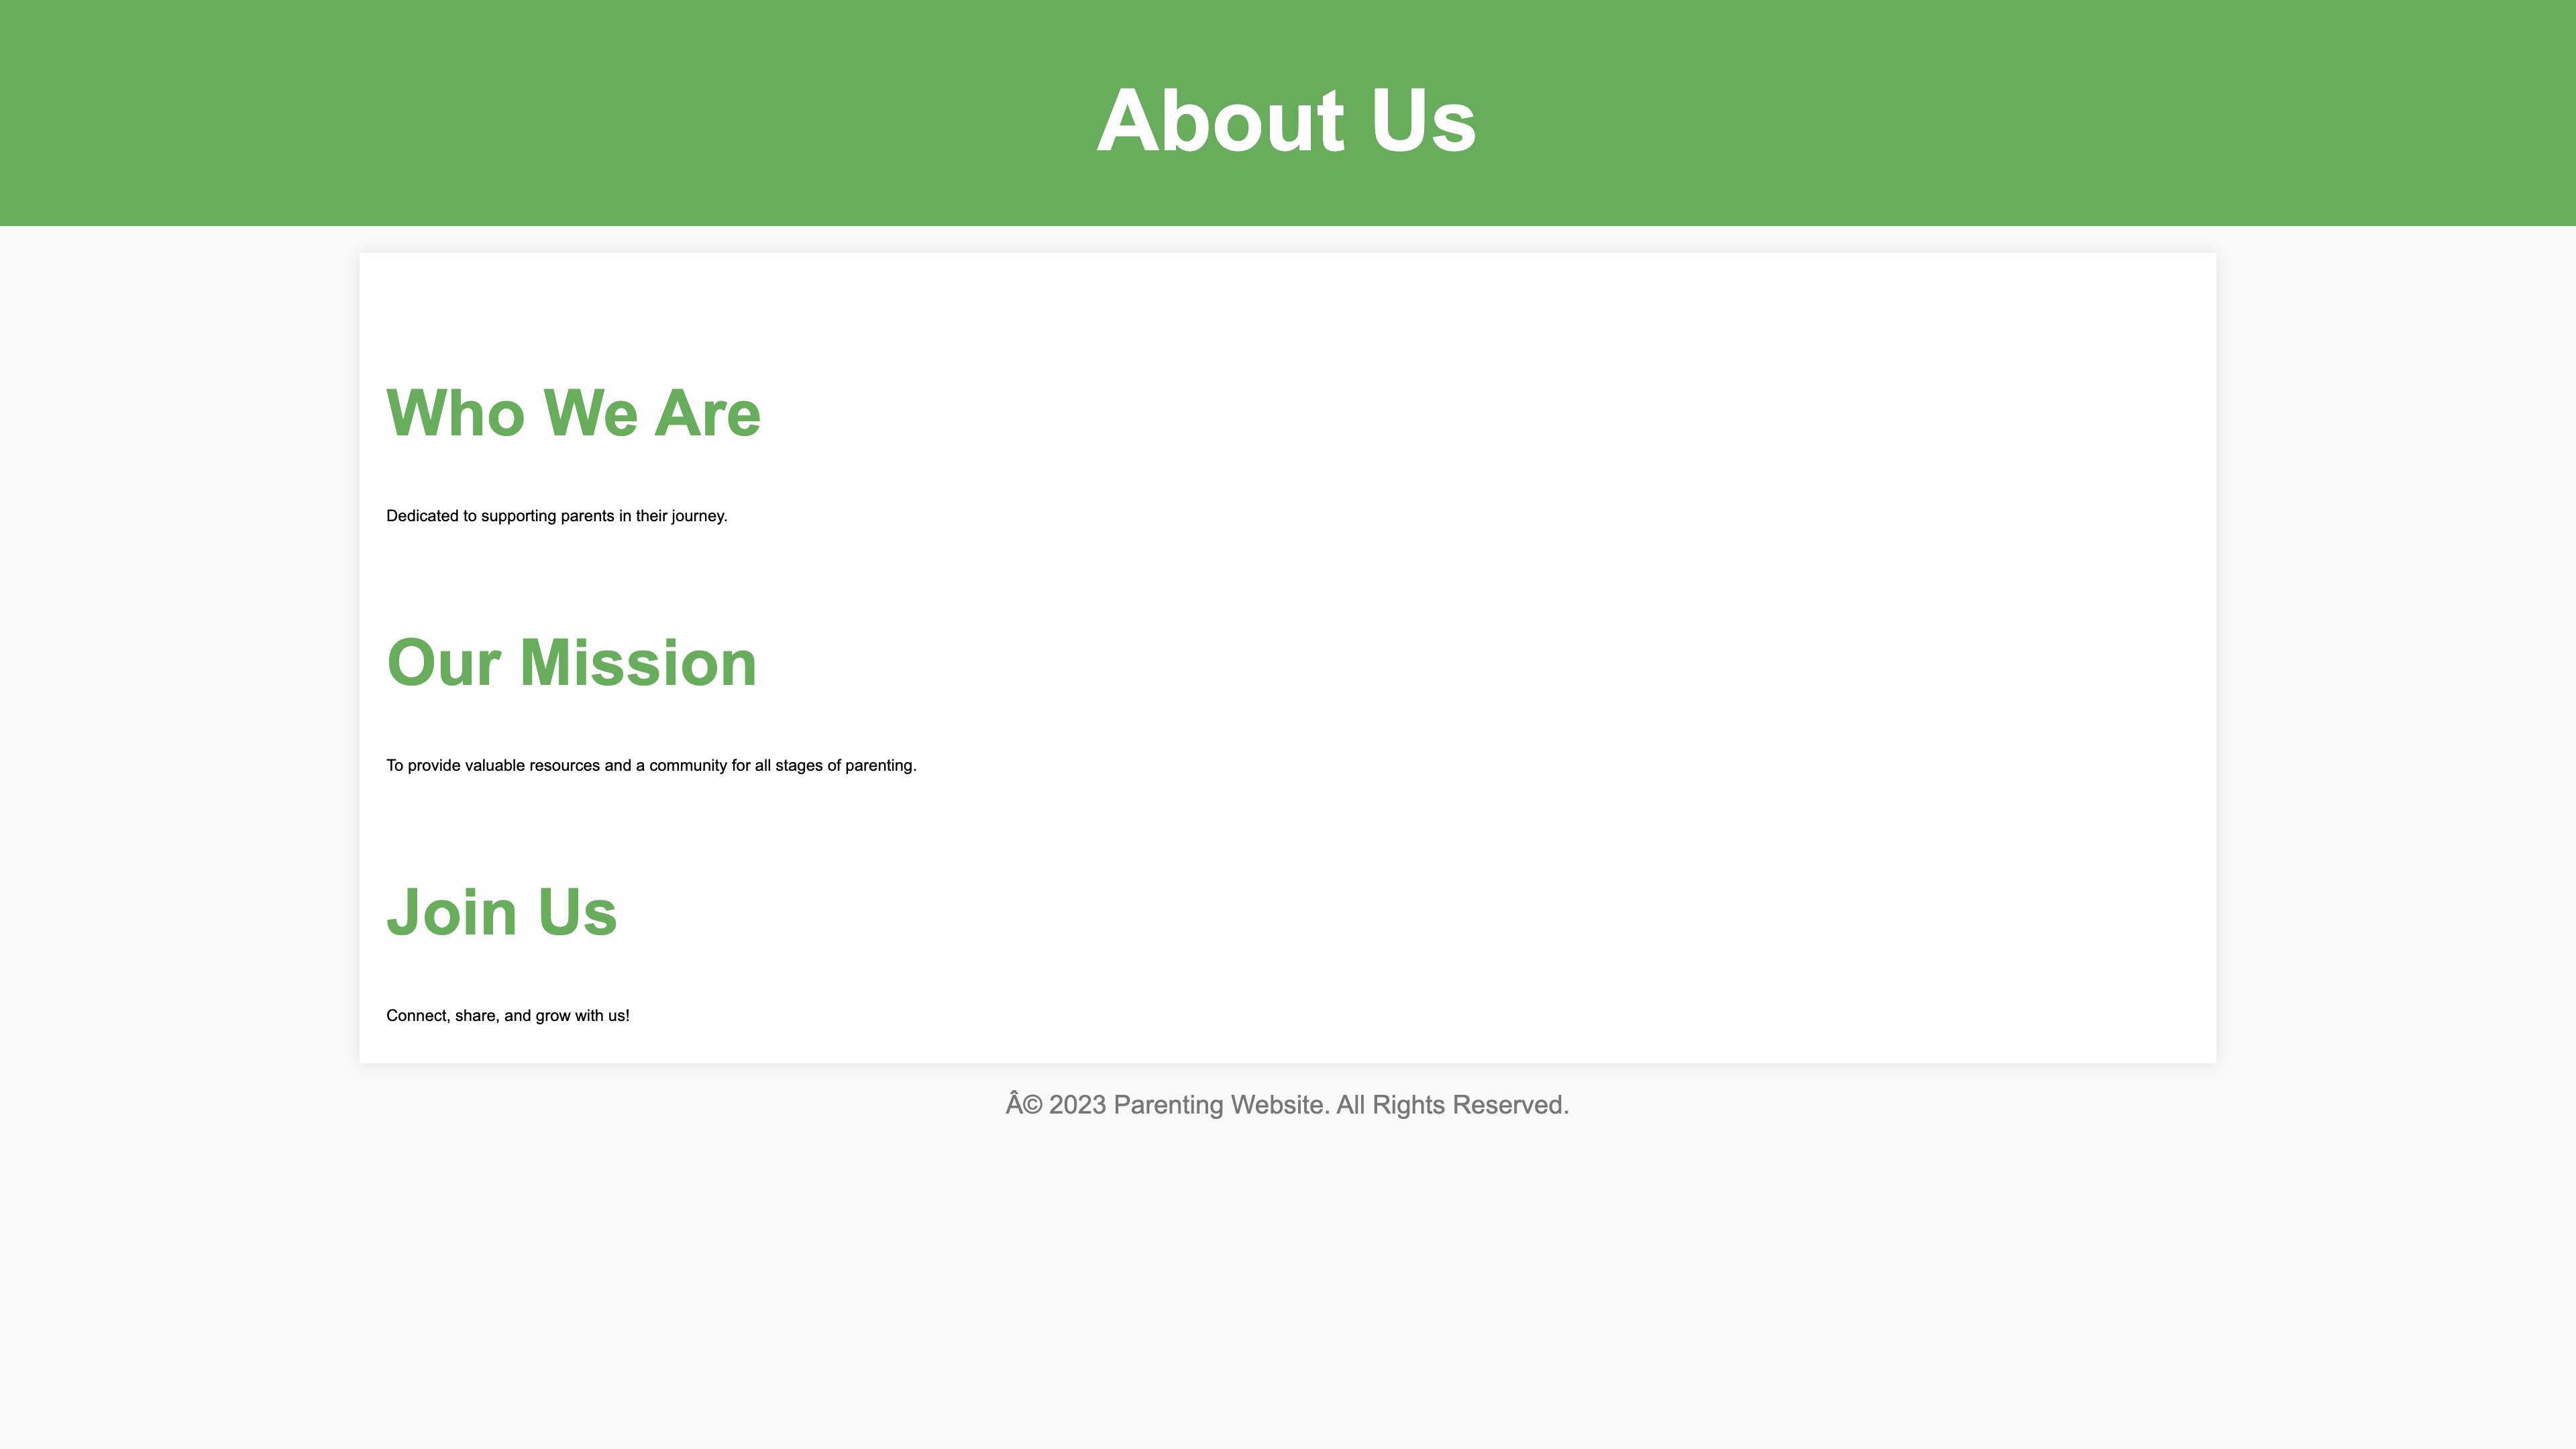 About Us
Who We Are
Dedicated to supporting parents in their journey.
Our Mission
To provide valuable resources and a community for all stages of parenting.
Join Us
Connect, share, and grow with us!
Â© 2023 Parenting Website. All Rights Reserved.